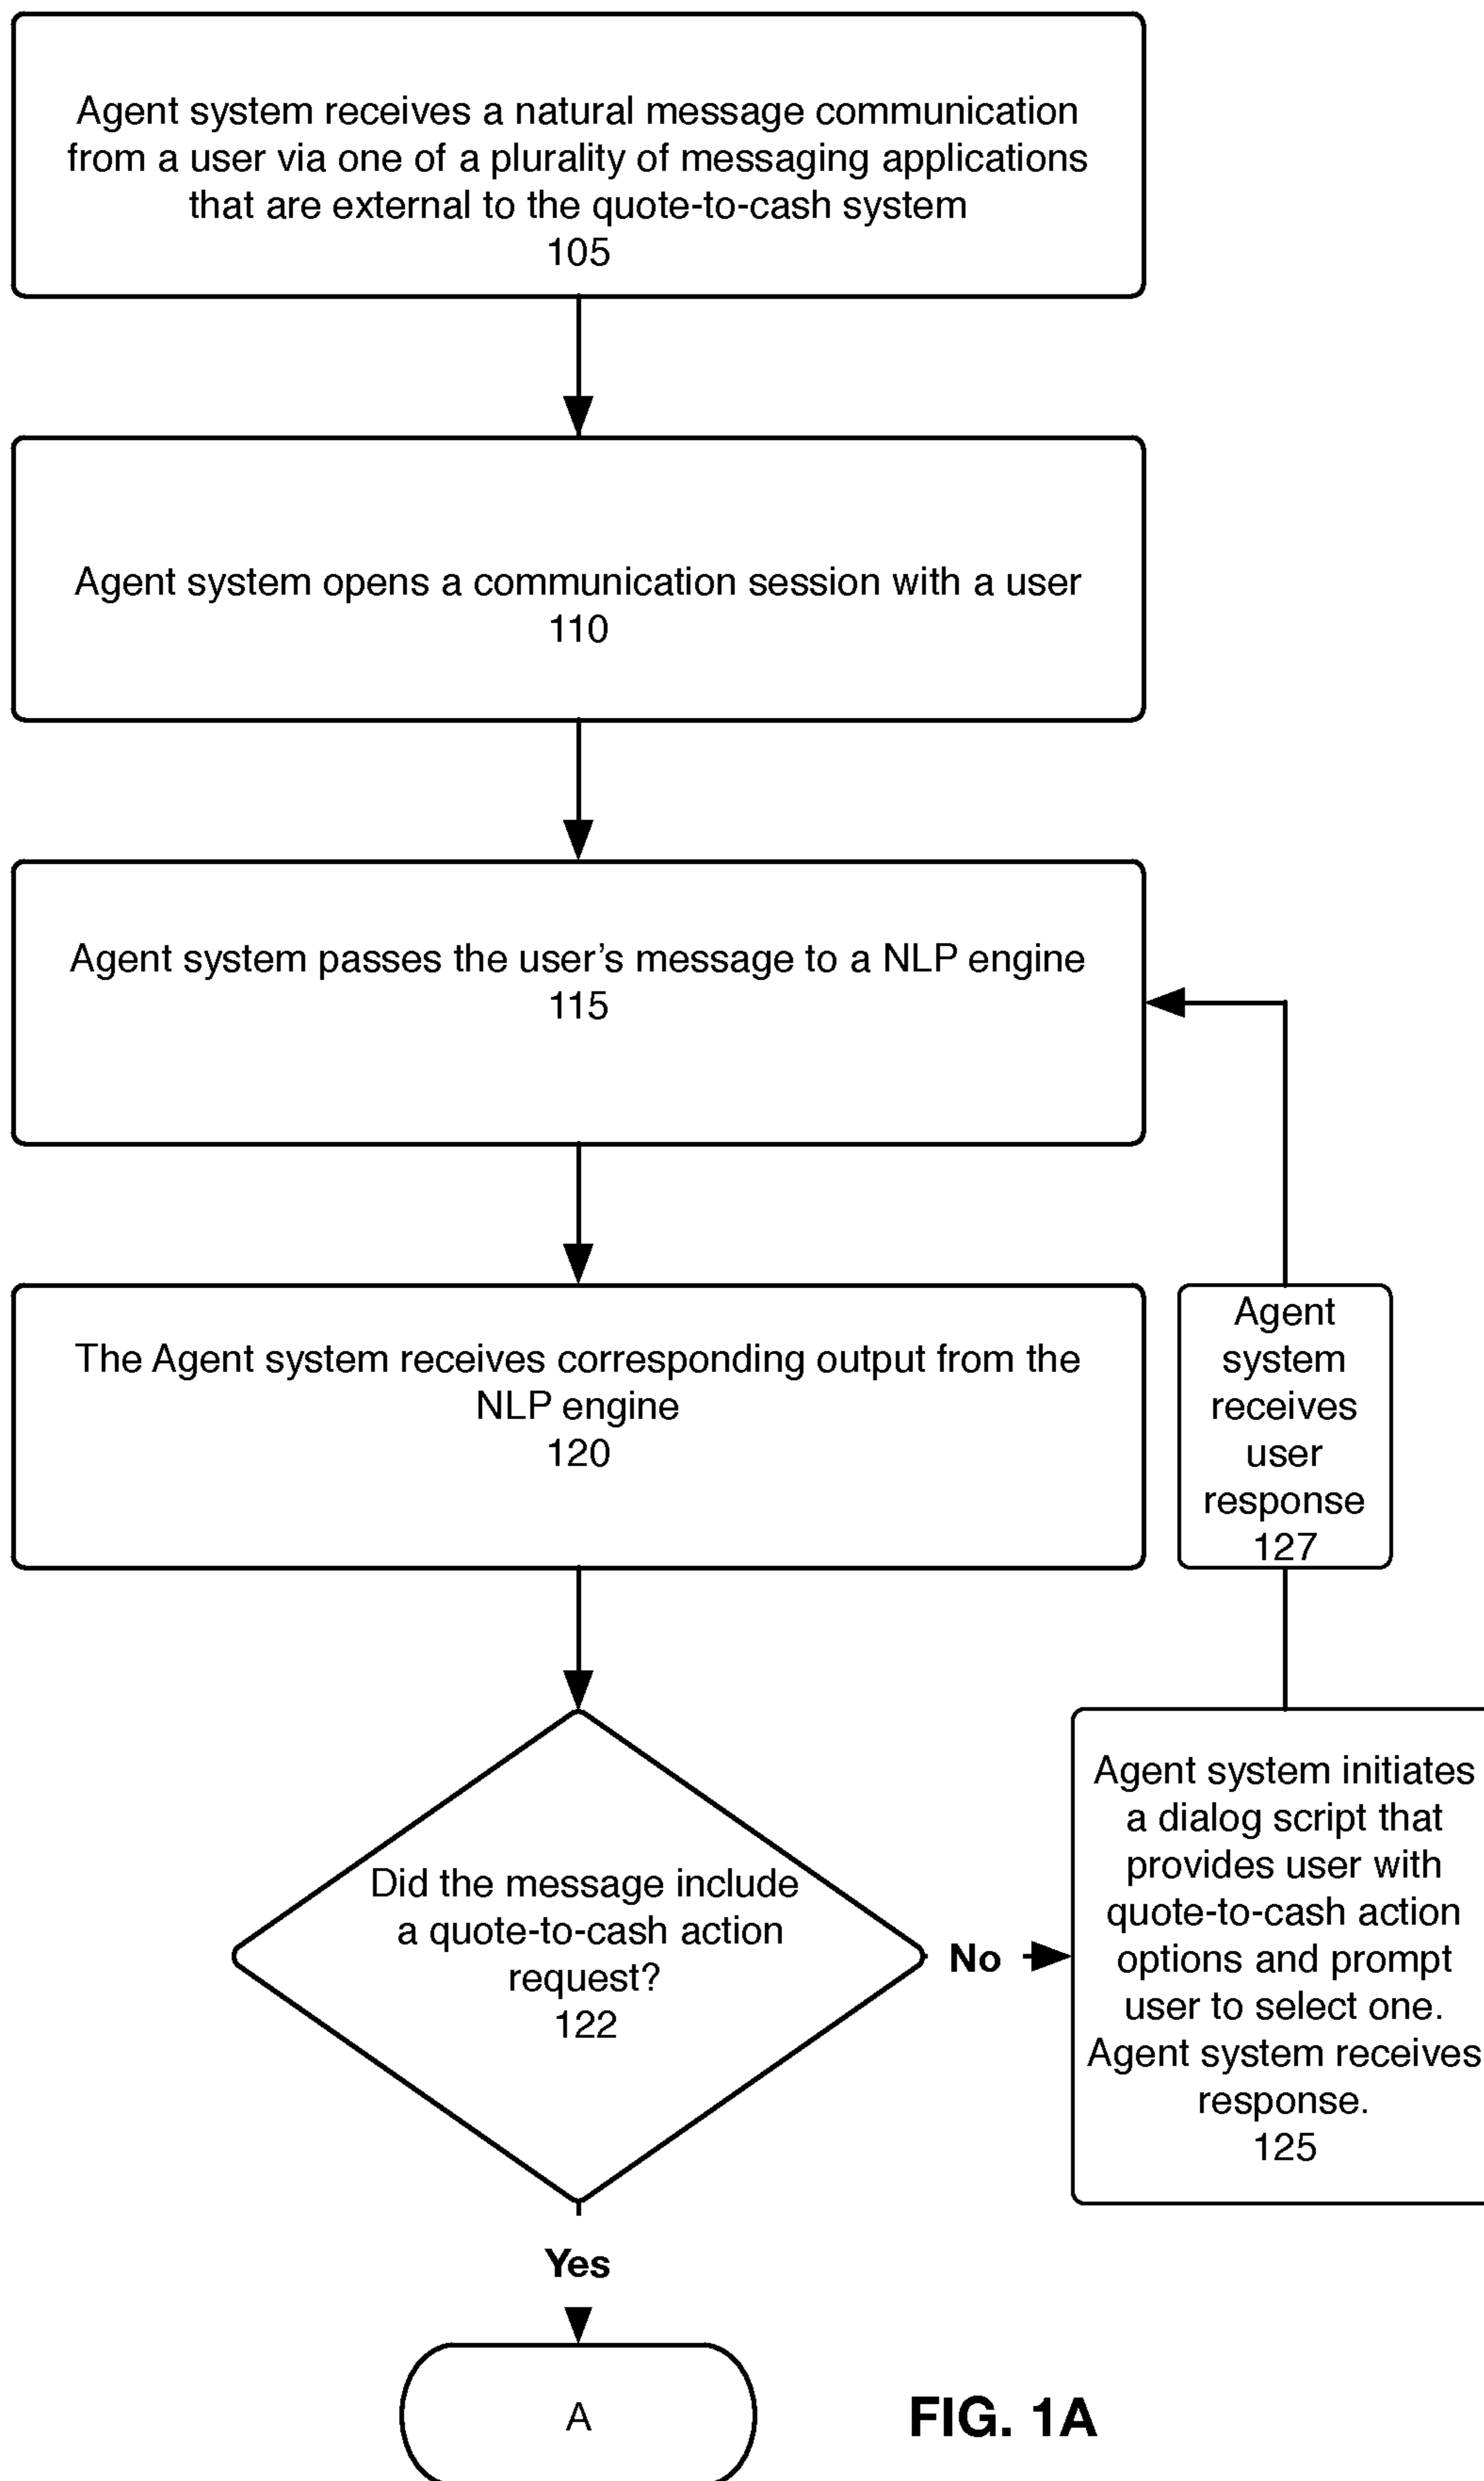 Agent system receives a natural message communication
from a user via one of a plurality of messaging applications
that are external to the quote-to-cash system
105
Agent system opens a communication session with a user
110
Agent system passes the user’s message to a NLP engine
115
The Agent system receives corresponding output from the
NLP engine
120
Agent
system
receives
user
response
127
Did the message include
a quote-to-cash action
request?
122
No
Agent system initiates
a dialog script that
provides user with
quote-to-cash action
options and prompt
user to select one.
Agent system receives
response.
125
Yes
A
FIG. 1A